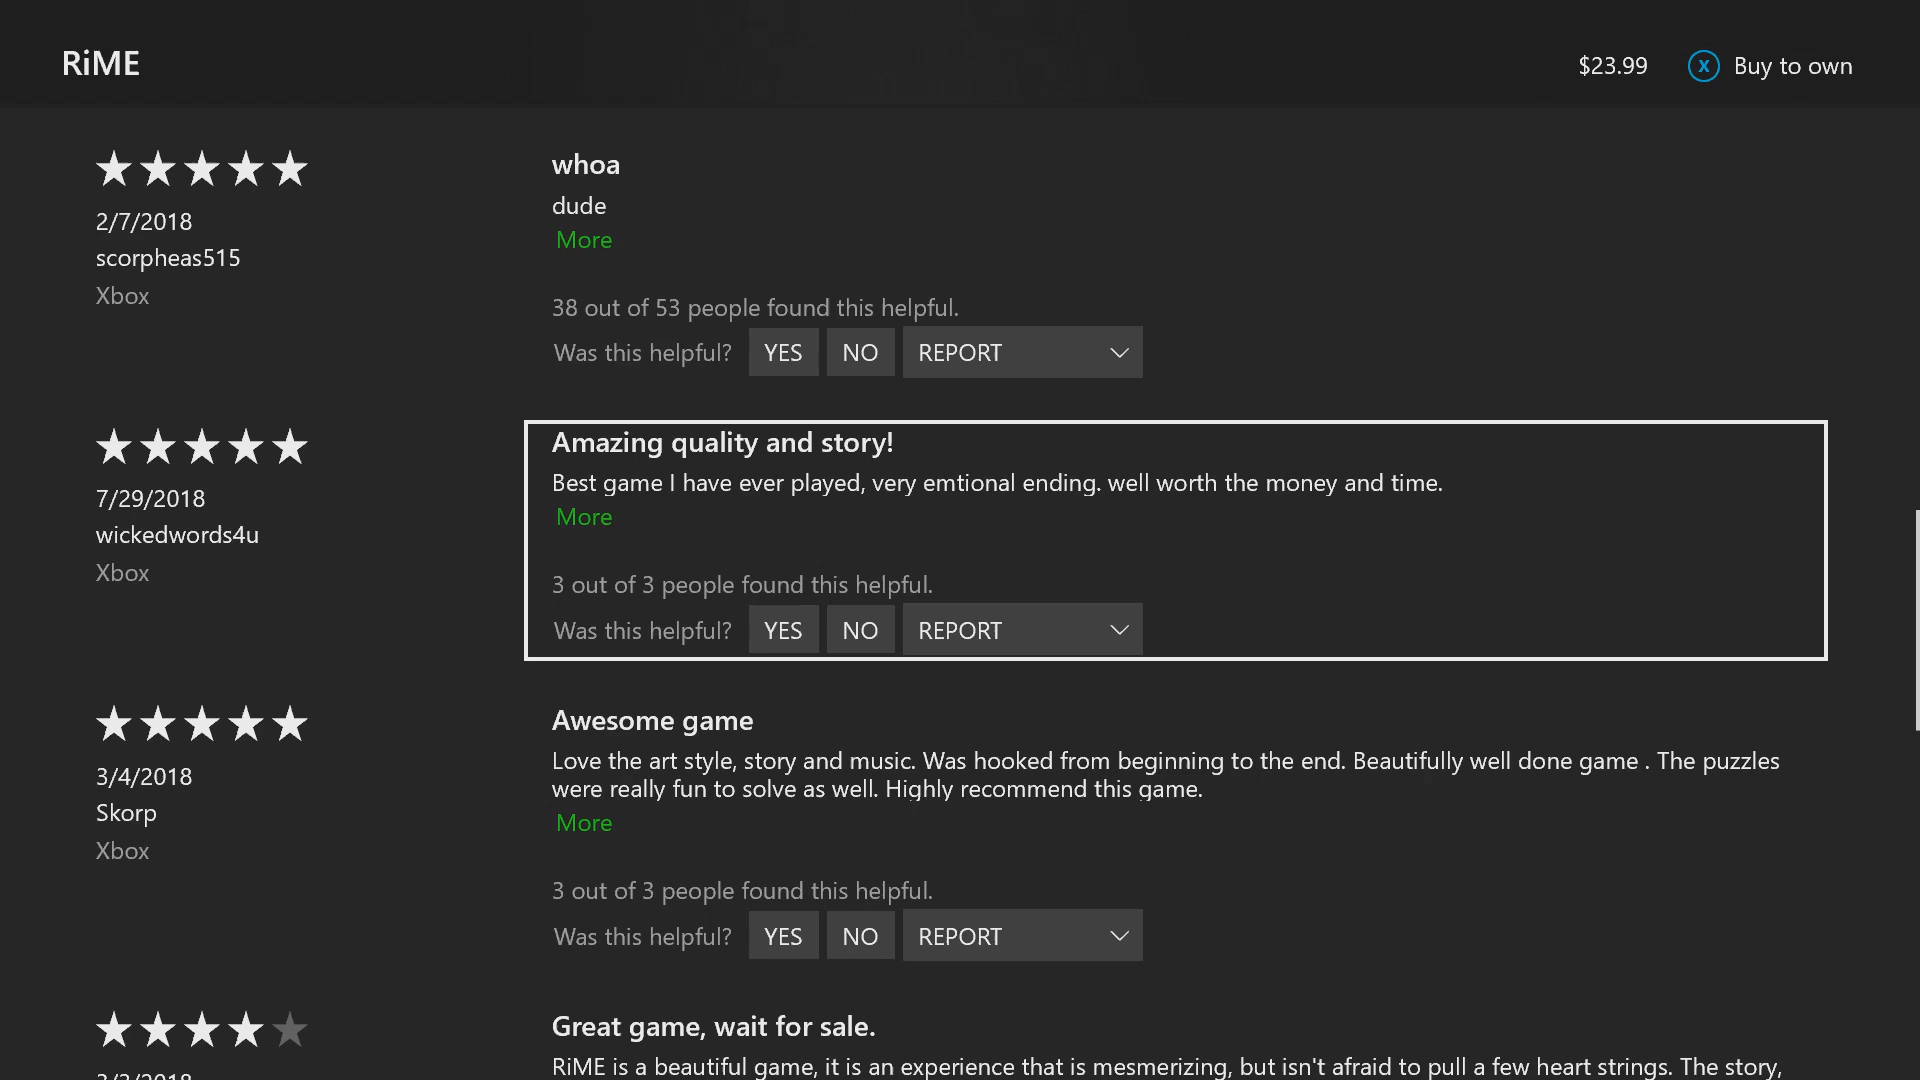 RiME
$23.99
X
Buy to own
whoa
dude
More
2/7/2018
scorpheas515
Xbox
38 out of 53 people found this helpful.
Was this helpful? YES NO REPORT
Amazing quality and story!
Best game I have ever played, very emtional ending. well worth the money and time.
More
7/29/2018
wickedwords4u
Xbox
3 out of 3 people found this helpful.
Was this helpful? YES NO REPORT
Awesome game
Love the art style, story and music. Was hooked from beginning to the end. Beautifully well done game . The puzzles
were really fun to solve as well. Highly recommend this game.
More
3/4/2018
Skorp
Xbox
3 out of 3 people found this helpful.
Was this helpful? YES NO REPORT
Great game, wait for sale.
RiME is a beautiful game, it is an experience that is mesmerizing, but isn't afraid to pull a few heart strings. The story,